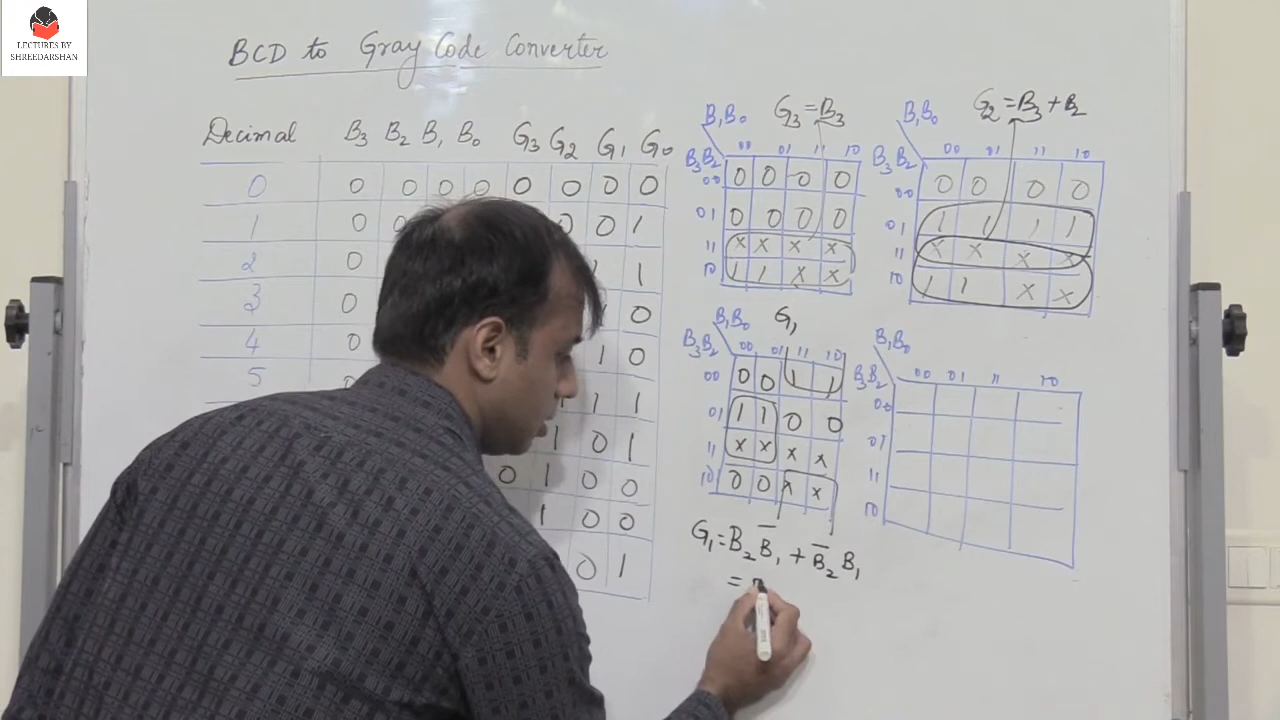 LECTURES BY
SHREEDARSHAN
BCD to Gray Code Converter
Decimal B₃ B₂ B₁ B₀ G₃ G₂ G₁ G₀
0 0 0 0 0 0 0 0 0
1 0 0 0 0 1
2 0 1 1
3 0 1 0
4 0 1 0
5 0 1 1 1
1 0 1
0 1 0 0
1 0 0
0 1
B₁B₀ G₃ = B₃
B₃B₂ 00 01 11 10
00 0 0 0 0
01 0 0 0 0
11 x x x x
10 1 1 x x
B₁B₀ G₂ = B₃ + B₂
B₃B₂ 00 01 11 10
00 0 0 0 0
01 1 1 1 1
11 x x x x
10 1 1 x x
B₁B₀ G₁
B₃B₂ 00 01 11 10
00 0 0 1 1
01 1 1 0 0
11 x x x x
10 0 0 x x
G₁ = B₂ B̅₁ + B̅₂ B₁
=
B₁B₀
B₃B₂ 00 01 11 10
00
01
11
10